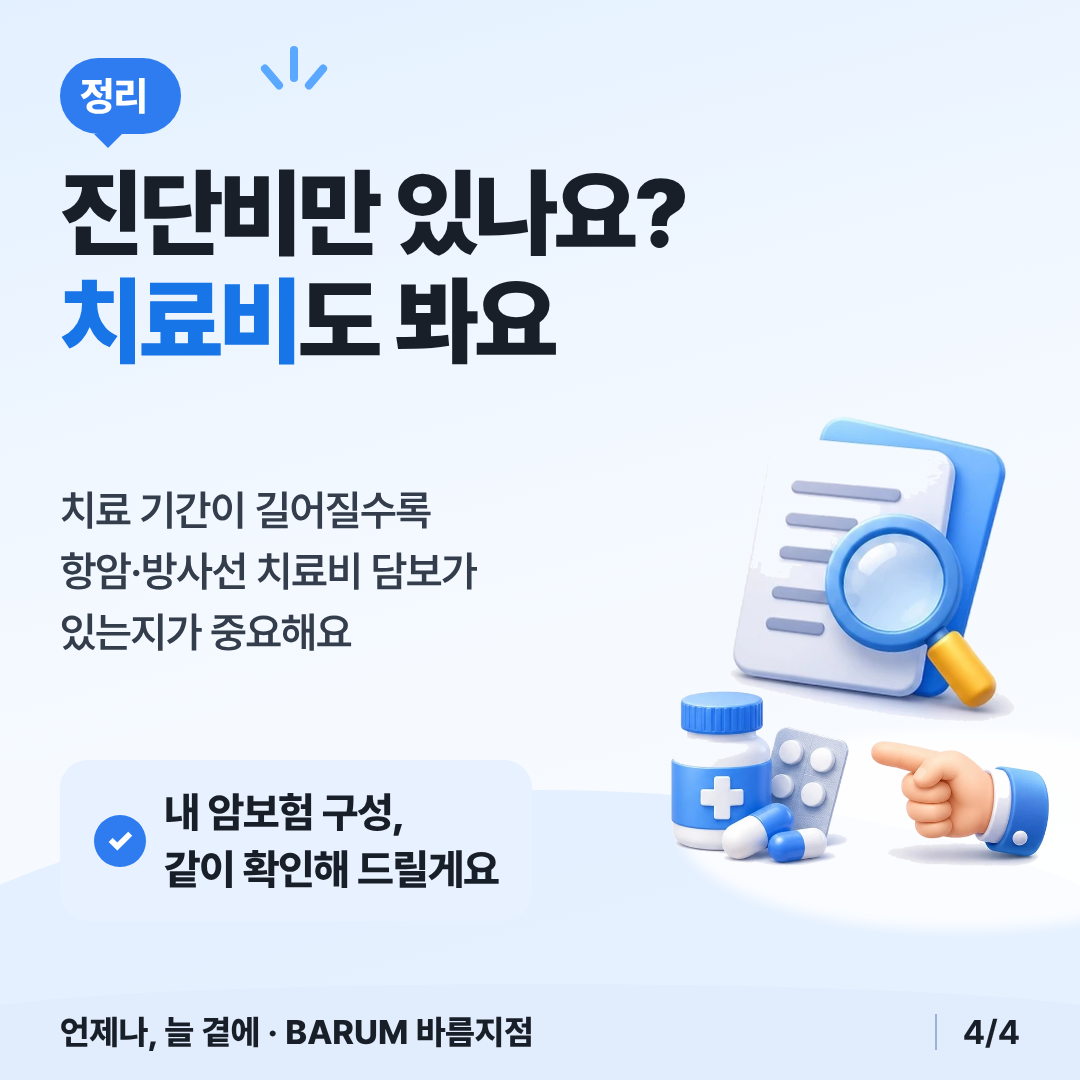 정리
진단비만 있나요?
치료비도 봐요
치료 기간이 길어질수록
항암·방사선 치료비 담보가
있는지가 중요해요
내 암보험 구성,
같이 확인해 드릴게요
언제나, 늘 곁에 · BARUM 바름지점
4/4